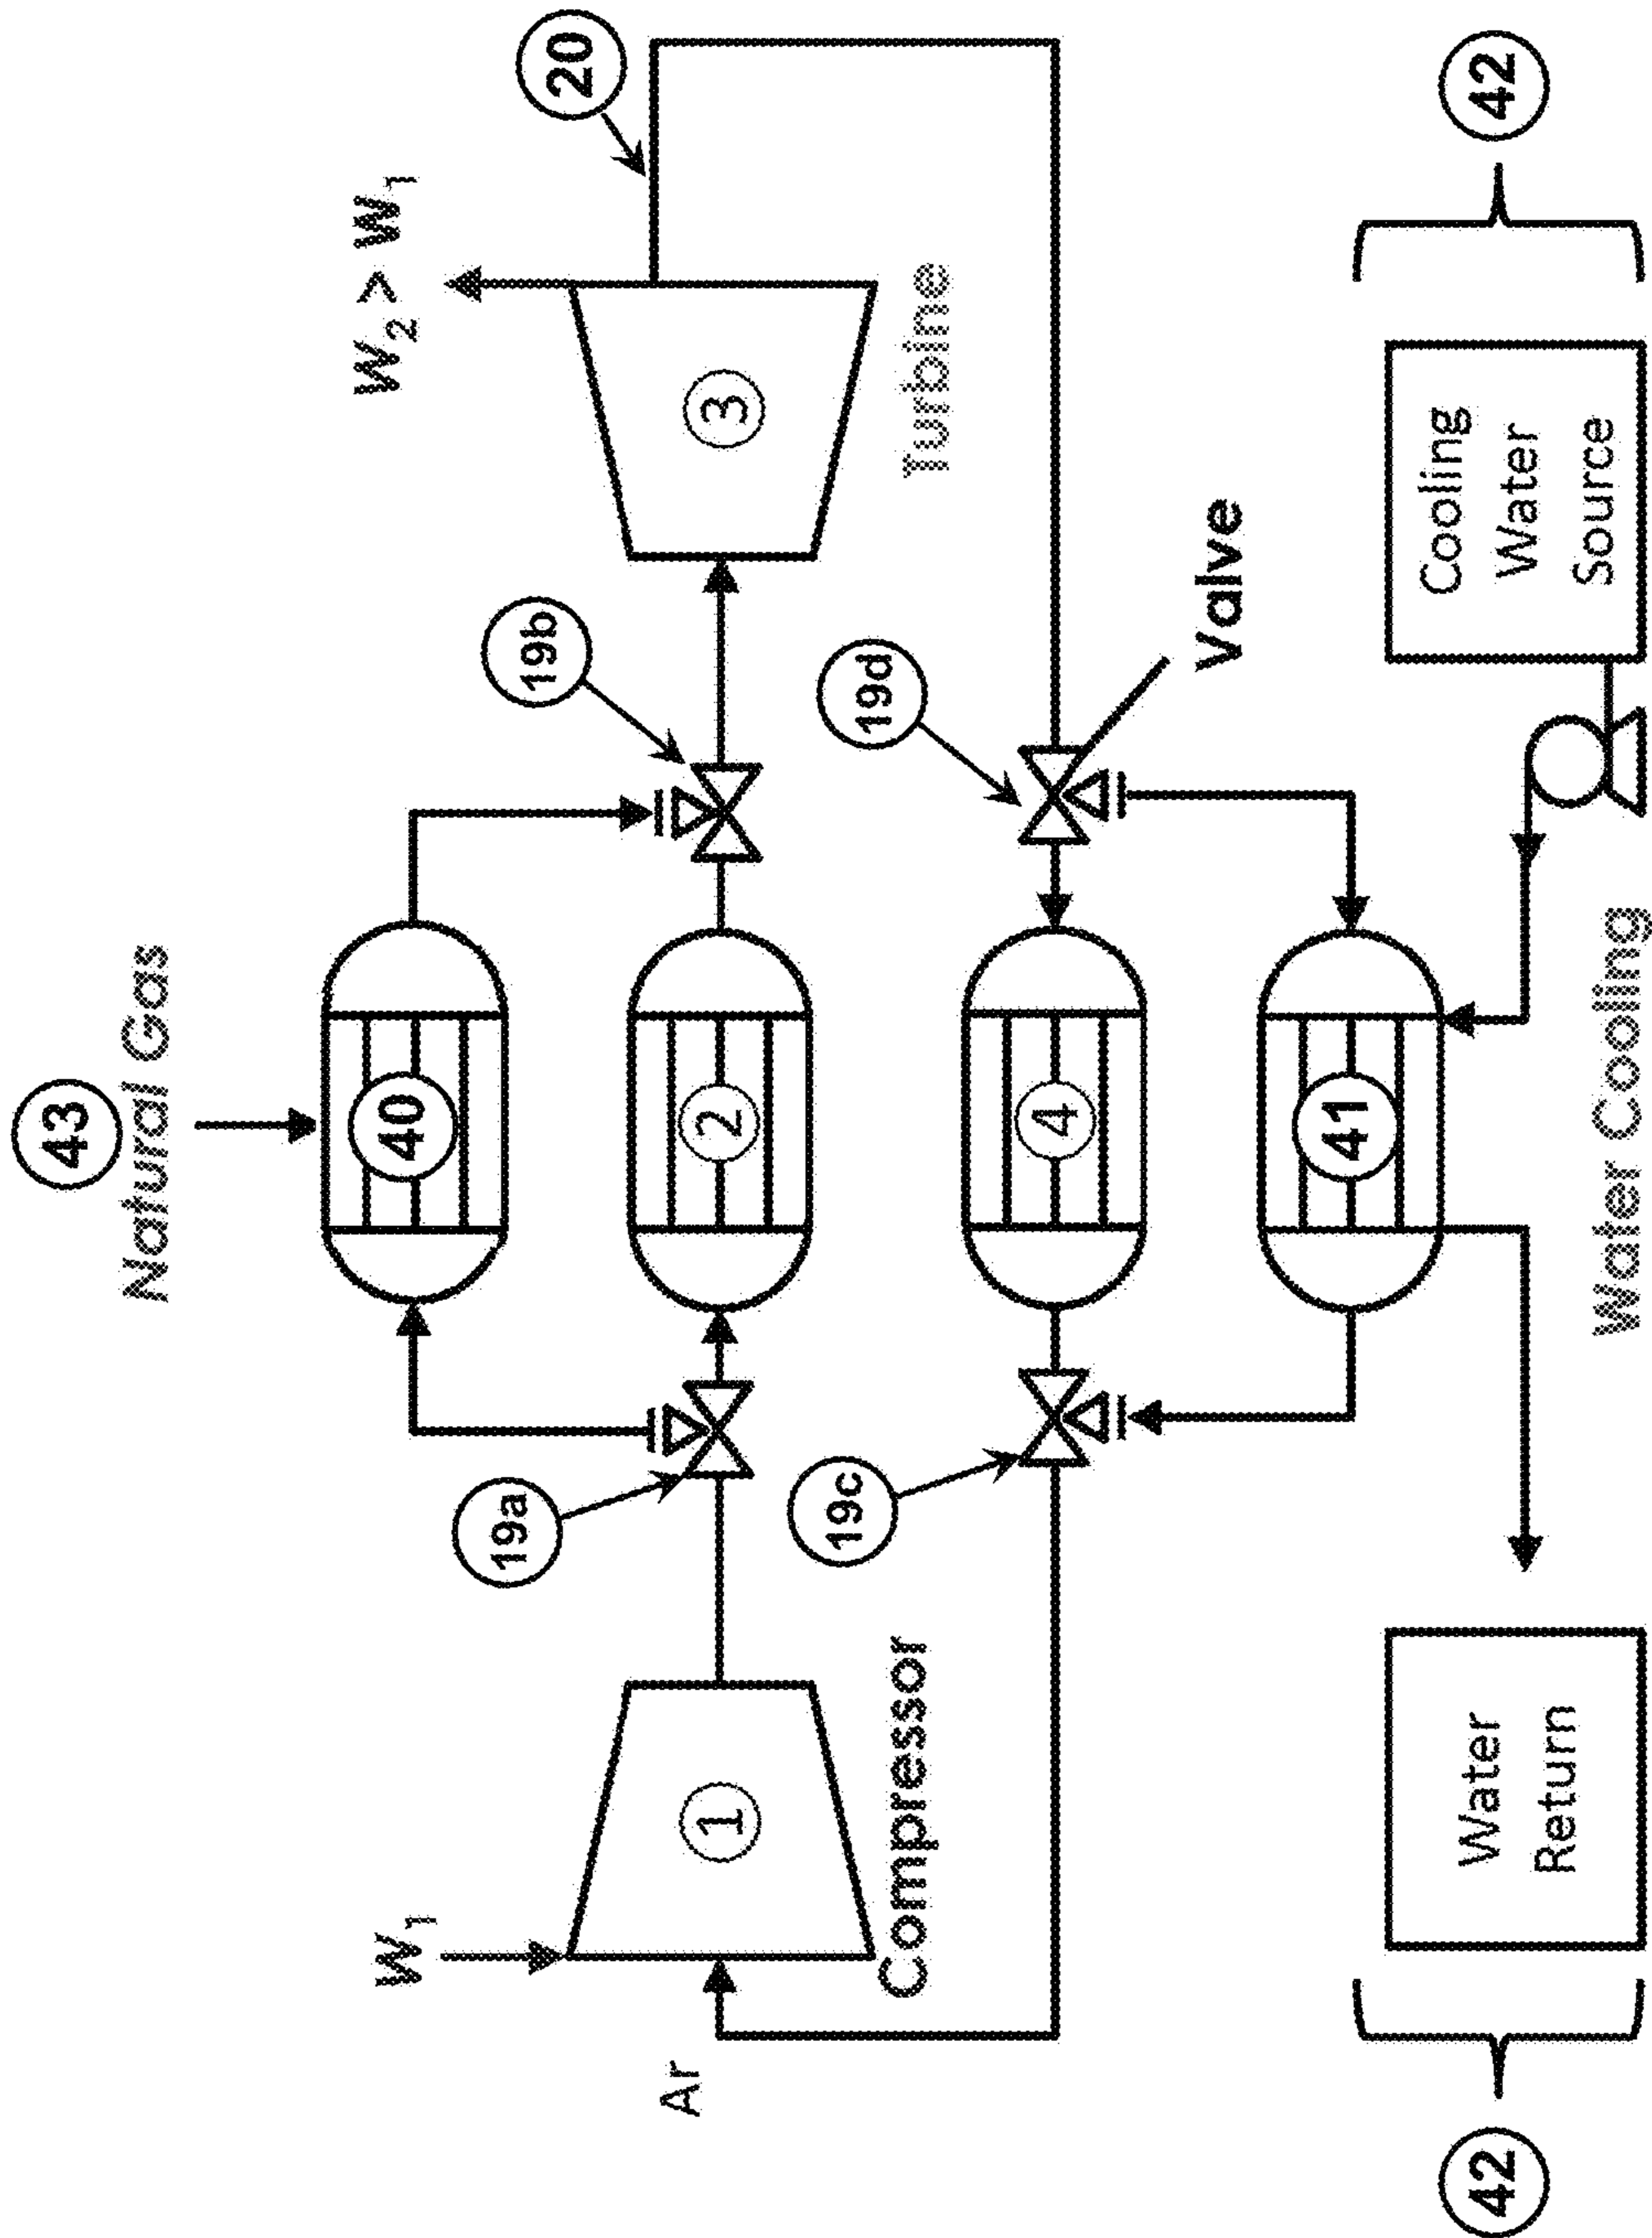 43
Natural Gas
20
W₂ > W₁
W₁
40
19b
19a
1
2
3
Compressor
Turbine
Ar
19c
19d
4
Valve
41
42
Water
Return
Cooling
Water
Source
42
Water Cooling